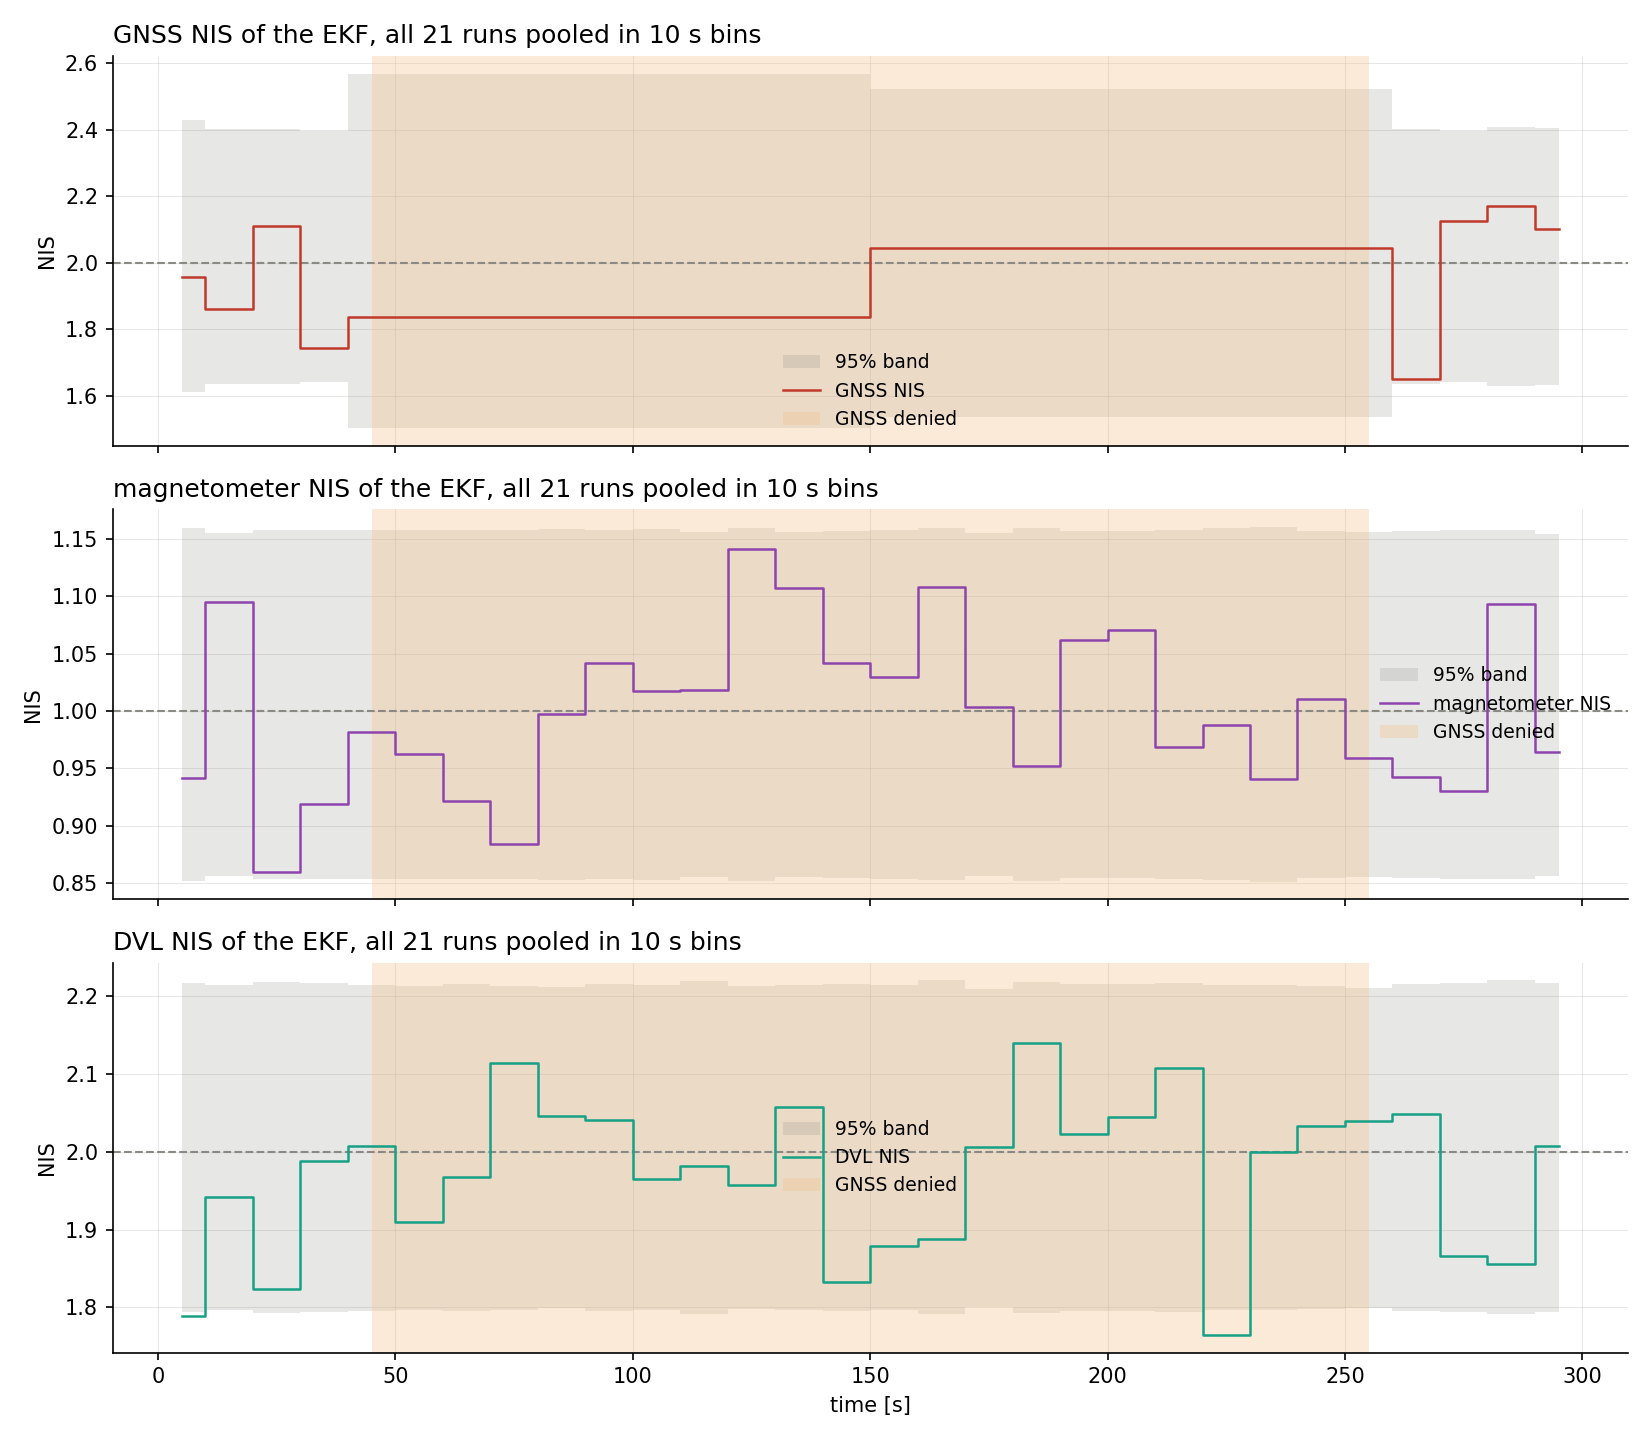 GNSS NIS of the EKF, all 21 runs pooled in 10 s bins
2.6
2.4
2.2
2.0
1.8
1.6
NIS
95% band
GNSS NIS
GNSS denied
magnetometer NIS of the EKF, all 21 runs pooled in 10 s bins
1.15
1.10
1.05
1.00
0.95
0.90
0.85
NIS
95% band
magnetometer NIS
GNSS denied
DVL NIS of the EKF, all 21 runs pooled in 10 s bins
2.2
2.1
2.0
1.9
1.8
NIS
95% band
DVL NIS
GNSS denied
0 50 100 150 200 250 300
time [s]